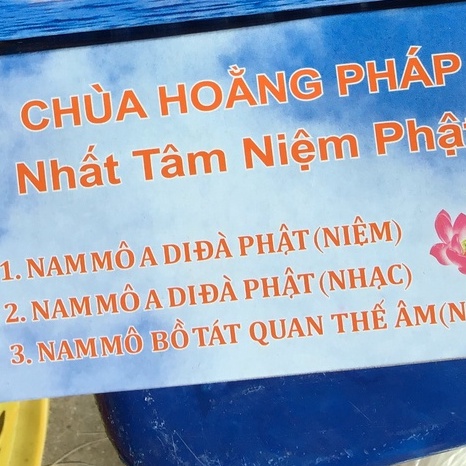 CHÙA HOẰNG PHÁP
Nhất Tâm Niệm Phật
1. NAM MÔ A DI ĐÀ PHẬT (NIỆM)
2. NAM MÔ A DI ĐÀ PHẬT (NHẠC)
3. NAM MÔ BỒ TÁT QUAN THẾ ÂM (N